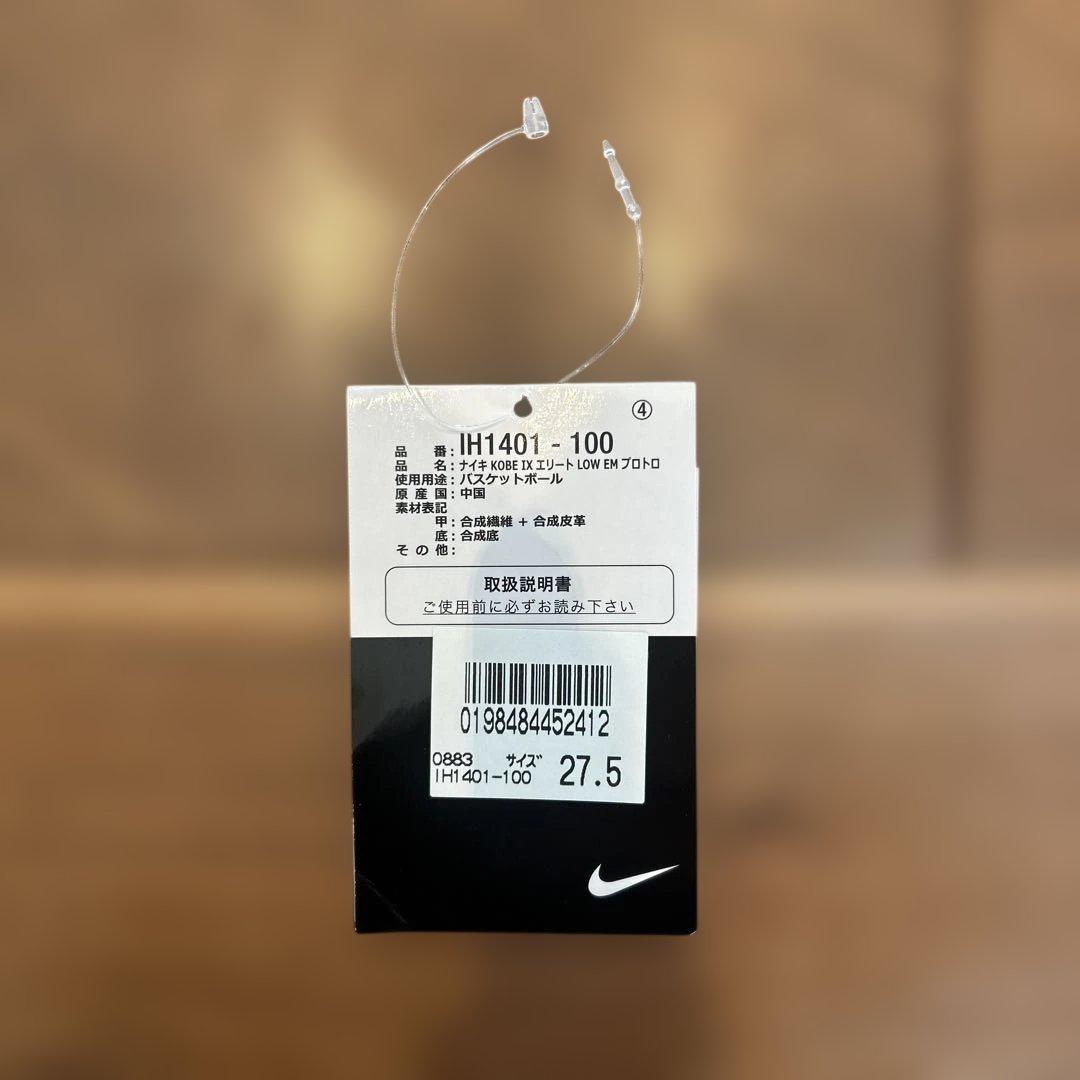 ④
品番：IH1401 - 100
品名：ナイキ KOBE IX エリート LOW EM プロトロ
使用用途：バスケットボール
原産国：中国
素材表記
甲：合成繊維 + 合成皮革
底：合成底
その他：
取扱説明書
ご使用前に必ずお読み下さい
0198484452412
0883 サイズ 27.5
IH1401-100